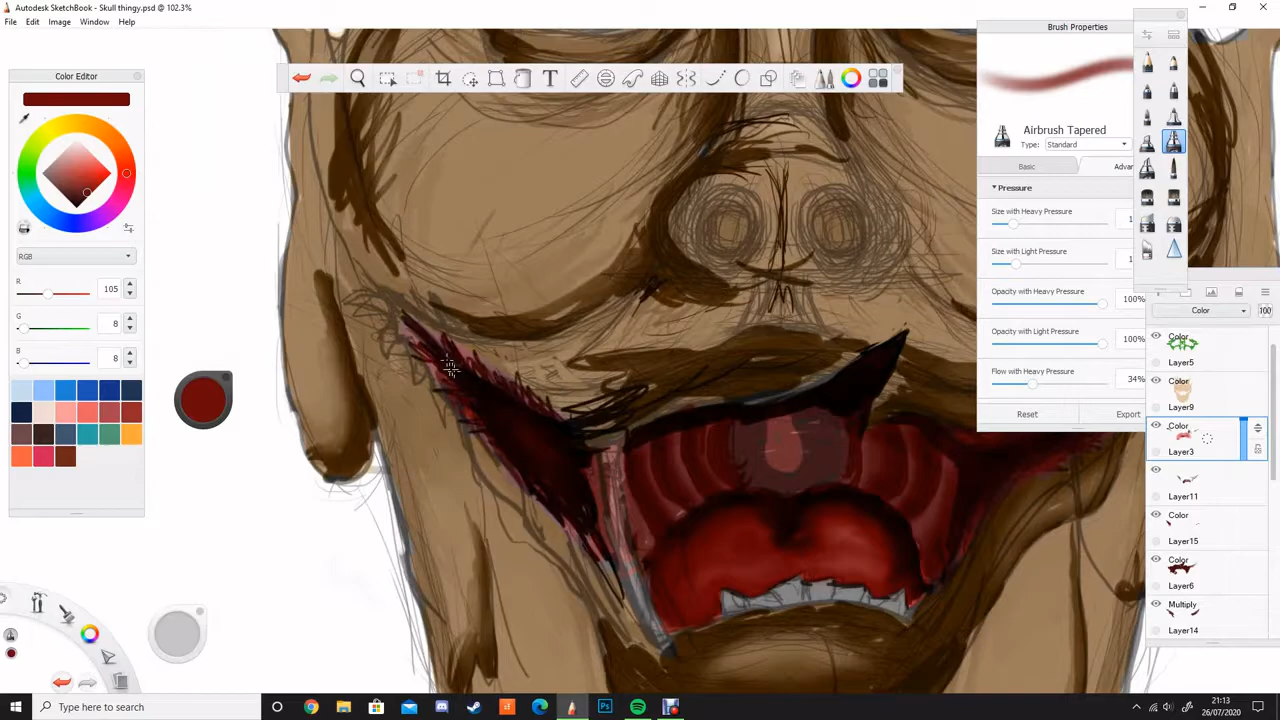 Autodesk SketchBook - Skull thingy.psd @ 102.3%
File Edit Image Window Help
Color Editor
RGB
R 105
G 8
B 8
Brush Properties
Airbrush Tapered
Type: Standard
Basic
Advan
Pressure
Size with Heavy Pressure
1
Size with Light Pressure
1
Opacity with Heavy Pressure
100%
Opacity with Light Pressure
100%
Flow with Heavy Pressure
34%
Reset
Export
Color
100
Color
Layer5
Color
Layer9
Color
Layer3
Layer11
Color
Layer15
Color
Layer6
Multiply
Layer14
Type here to search
21:13
26/07/2020